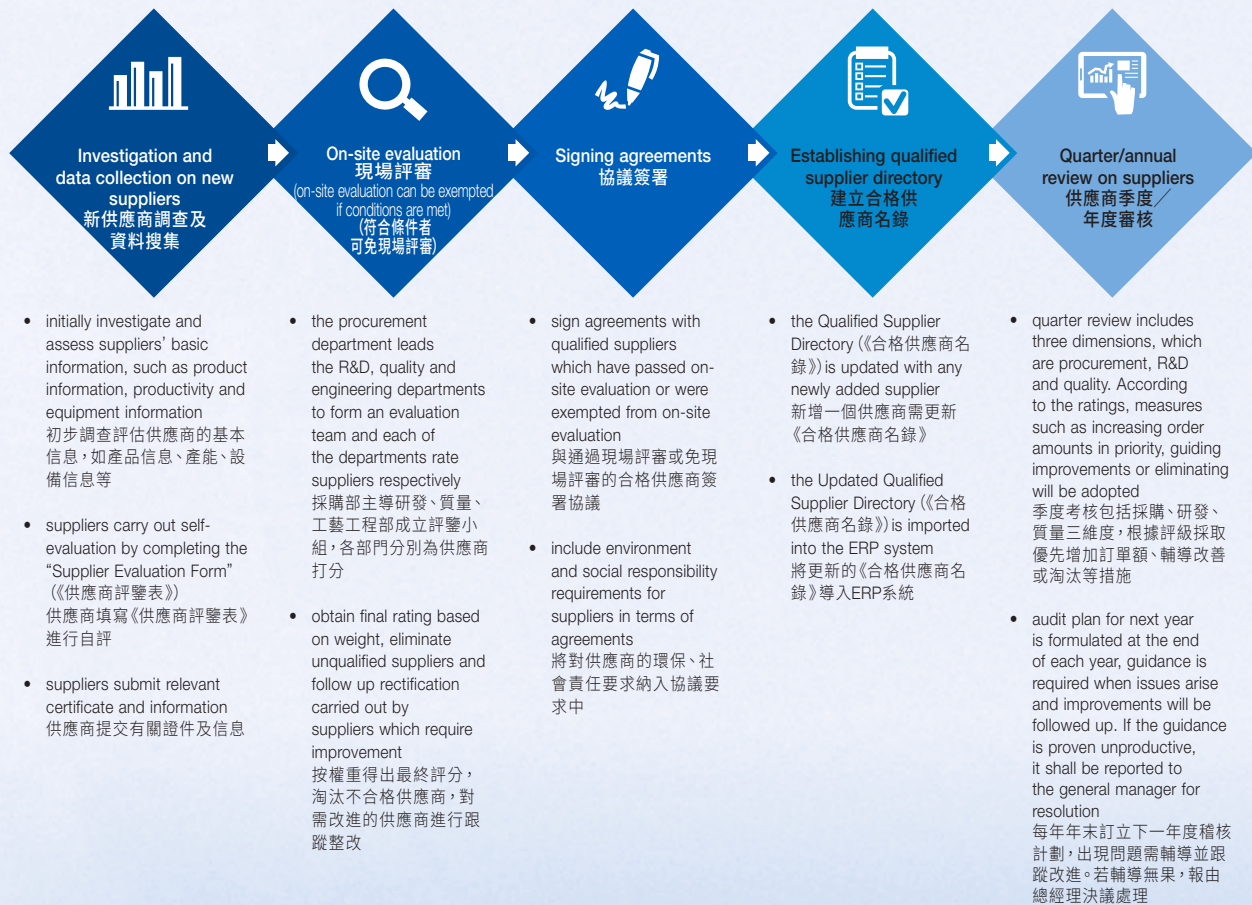 Investigation and
data collection on new
suppliers
新供應商調查及
資料搜集
On-site evaluation
現場評審
(on-site evaluation can be exempted
if conditions are met)
(符合條件者
可免現場評審)
Signing agreements
協議簽署
Establishing qualified
supplier directory
建立合格供
應商名錄
Quarter/annual
review on suppliers
供應商季度╱
年度審核
• initially investigate and
assess suppliers' basic
information, such as product
information, productivity and
equipment information
初步調查評估供應商的基本
信息，如產品信息、產能、設
備信息等
• suppliers carry out self-
evaluation by completing the
“Supplier Evaluation Form”
(《供應商評鑒表》)
供應商填寫《供應商評鑒表》
進行自評
• suppliers submit relevant
certificate and information
供應商提交有關證件及信息
• the procurement
department leads
the R&D, quality and
engineering departments
to form an evaluation
team and each of
the departments rate
suppliers respectively
採購部主導研發、質量、
工藝工程部成立評鑒小
組，各部門分別為供應商
打分
• obtain final rating based
on weight, eliminate
unqualified suppliers and
follow up rectification
carried out by
suppliers which require
improvement
按權重得出最終評分，
淘汰不合格供應商，對
需改進的供應商進行跟
蹤整改
• sign agreements with
qualified suppliers
which have passed on-
site evaluation or were
exempted from on-site
evaluation
與通過現場評審或免現
場評審的合格供應商簽
署協議
• include environment
and social responsibility
requirements for
suppliers in terms of
agreements
將對供應商的環保、社
會責任要求納入協議要
求中
• the Qualified Supplier
Directory (《合格供應商名
錄》) is updated with any
newly added supplier
新增一個供應商需更新
《合格供應商名錄》
• the Updated Qualified
Supplier Directory (《合格
供應商名錄》) is imported
into the ERP system
將更新的《合格供應商名
錄》導入ERP系統
• quarter review includes
three dimensions, which
are procurement, R&D
and quality. According
to the ratings, measures
such as increasing order
amounts in priority, guiding
improvements or eliminating
will be adopted
季度考核包括採購、研發、
質量三維度，根據評級採取
優先增加訂單額、輔導改善
或淘汰等措施
• audit plan for next year
is formulated at the end
of each year, guidance is
required when issues arise
and improvements will be
followed up. If the guidance
is proven unproductive,
it shall be reported to
the general manager for
resolution
每年年末訂立下一年度稽核
計劃，出現問題需輔導並跟
蹤改進。若輔導無果，報由
總經理決議處理